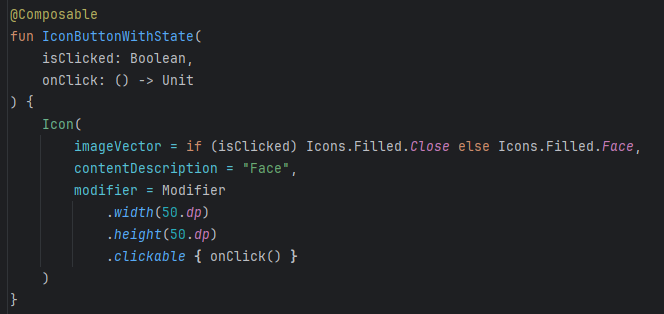 @Composable
fun IconButtonWithState(
    isClicked: Boolean,
    onClick: () -> Unit
) {
    Icon(
        imageVector = if (isClicked) Icons.Filled.Close else Icons.Filled.Face,
        contentDescription = "Face",
        modifier = Modifier
            .width(50.dp)
            .height(50.dp)
            .clickable { onClick() }
    )
}